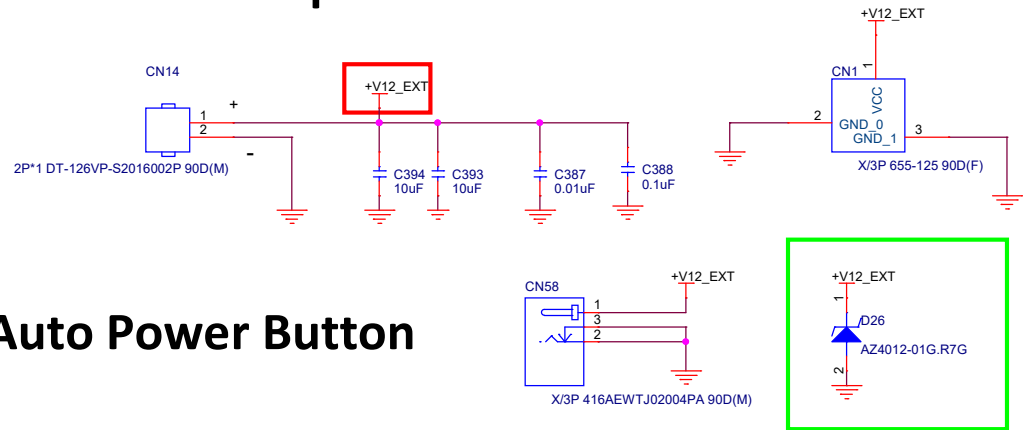 +V12_EXT
CN14
+V12_EXT
CN1
1
VCC
+
1
2
GND_0
2
GND_1
3
-
2P*1 DT-126VP-S2016002P 90D(M)
C394
10uF
C393
10uF
C387
0.01uF
C388
0.1uF
X/3P 655-125 90D(F)
CN58
+V12_EXT
+V12_EXT
1
3
2
1
D26
AZ4012-01G.R7G
2
Auto Power Button
X/3P 416AEWTJ02004PA 90D(M)